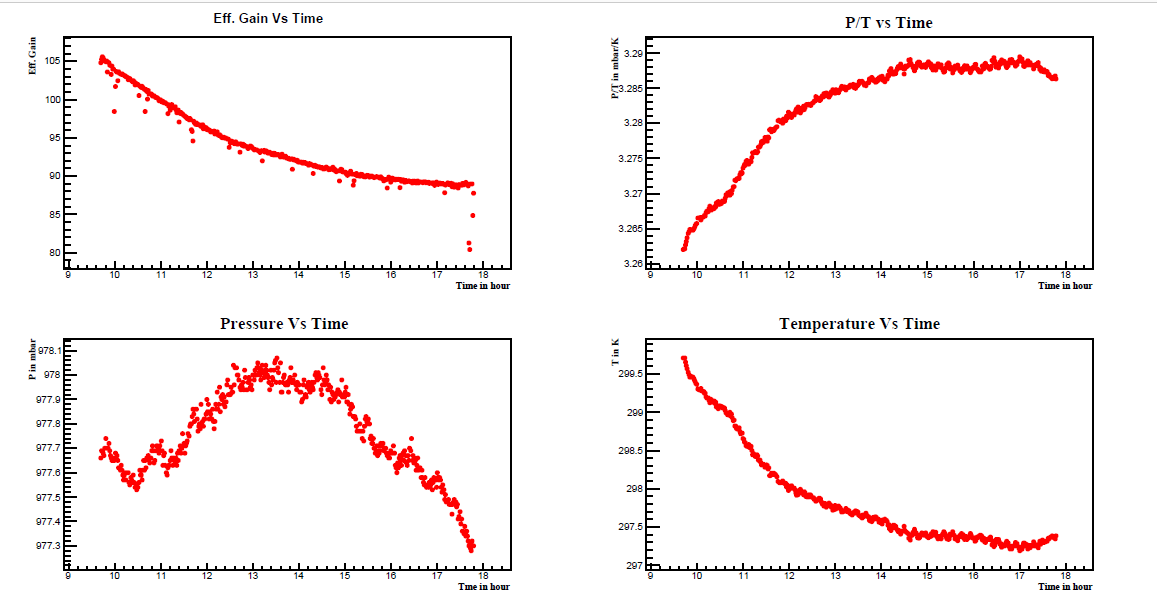 Eff. Gain Vs Time
Eff. Gain
105
100
95
90
85
80
9 10 11 12 13 14 15 16 17 18
Time in hour
P/T vs Time
P/T in mbar/K
3.29
3.285
3.28
3.275
3.27
3.265
3.26
9 10 11 12 13 14 15 16 17 18
Time in hour
Pressure Vs Time
P in mbar
978.1
978
977.9
977.8
977.7
977.6
977.5
977.4
977.3
9 10 11 12 13 14 15 16 17 18
Tme in hour
Temperature Vs Time
T in K
299.5
299
298.5
298
297.5
297
9 10 11 12 13 14 15 16 17 18
Time in hour